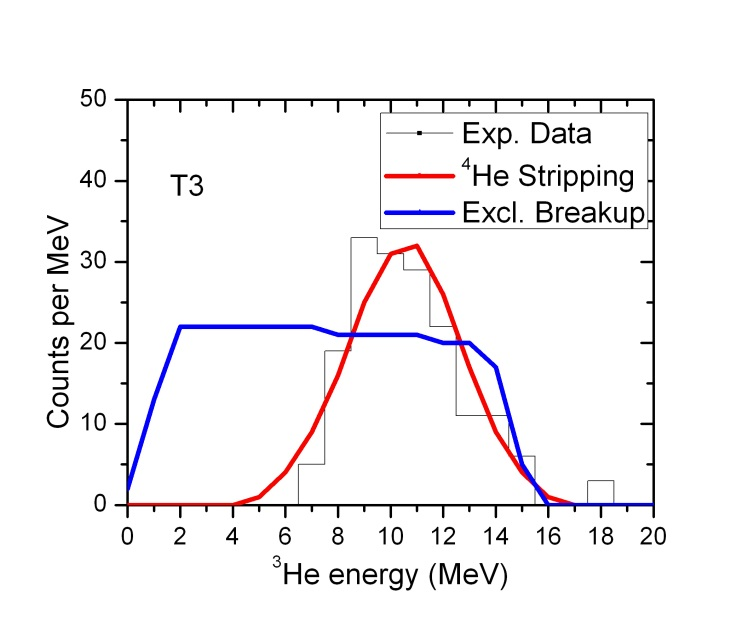 50
40
30
20
10
0
Counts per MeV
T3
Exp. Data
⁴He Stripping
Excl. Breakup
0 2 4 6 8 10 12 14 16 18 20
³He energy (MeV)